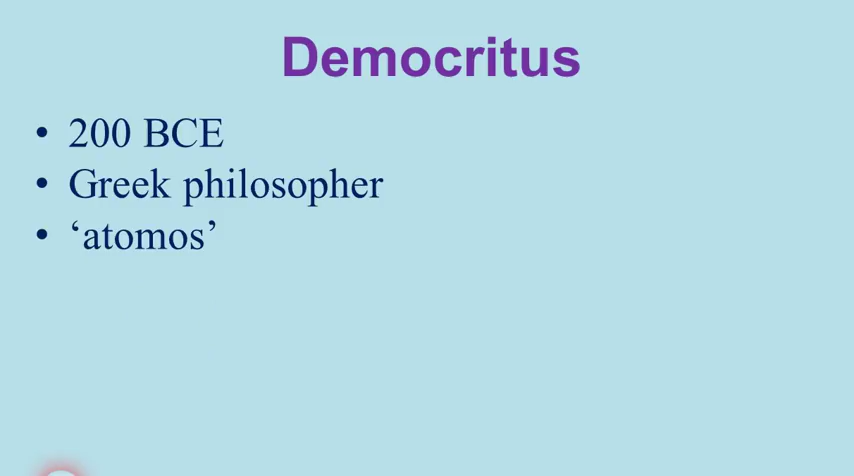 Democritus
• 200 BCE
• Greek philosopher
• ‘atomos’